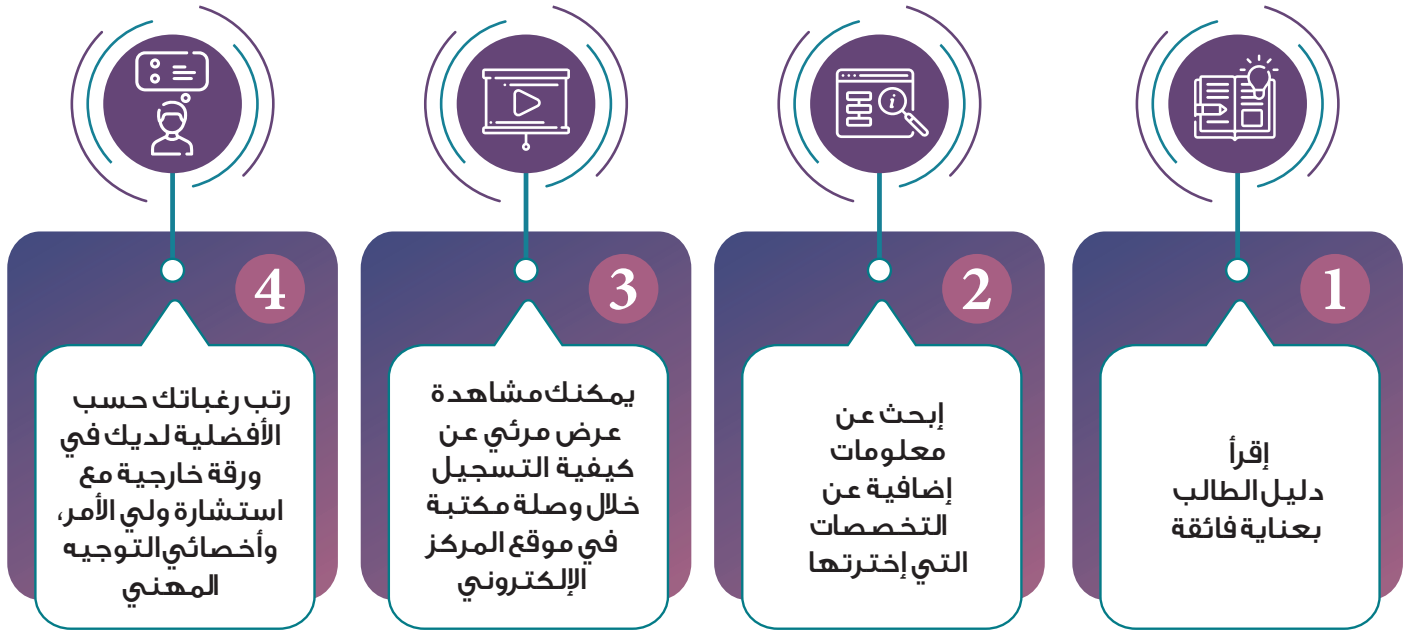 1
إقرأ
دليل الطالب
بعناية فائقة
2
إبحث عن
معلومات
إضافية عن
التخصصات
التي إخترتها
3
يمكنك مشاهدة
عرض مرئي عن
كيفية التسجيل
خلال وصلة مكتبة
في موقع المركز
الإلكتروني
4
رتب رغباتك حسب
الأفضلية لديك في
ورقة خارجية مع
استشارة ولي الأمر،
وأخصائي التوجيه
المهني